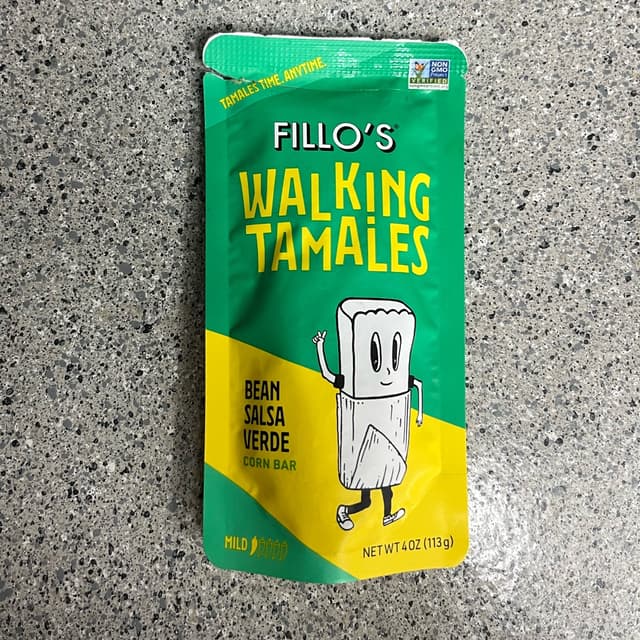 TAMALES TIME. ANYTIME.
NON
GMO
Project
VERIFIED
FILLO'S
WALKING
TAMALES
BEAN
SALSA
VERDE
CORN BAR
MILD
NET WT 4 OZ (113g)